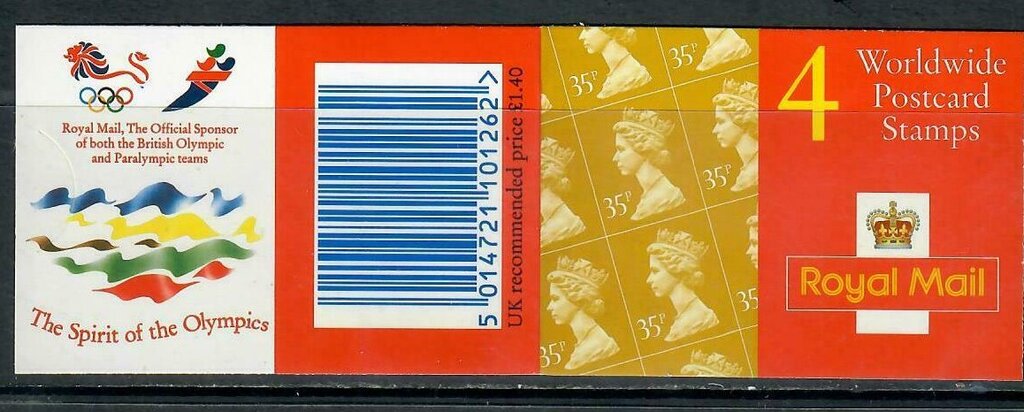 Royal Mail, The Official Sponsor
of both the British Olympic
and Paralympic teams
The Spirit of the Olympics
5 014721 101262 >
UK recommended price £1.40
35P
35P
35P
35P
35P
35P
35
4
Worldwide
Postcard
Stamps
Royal Mail